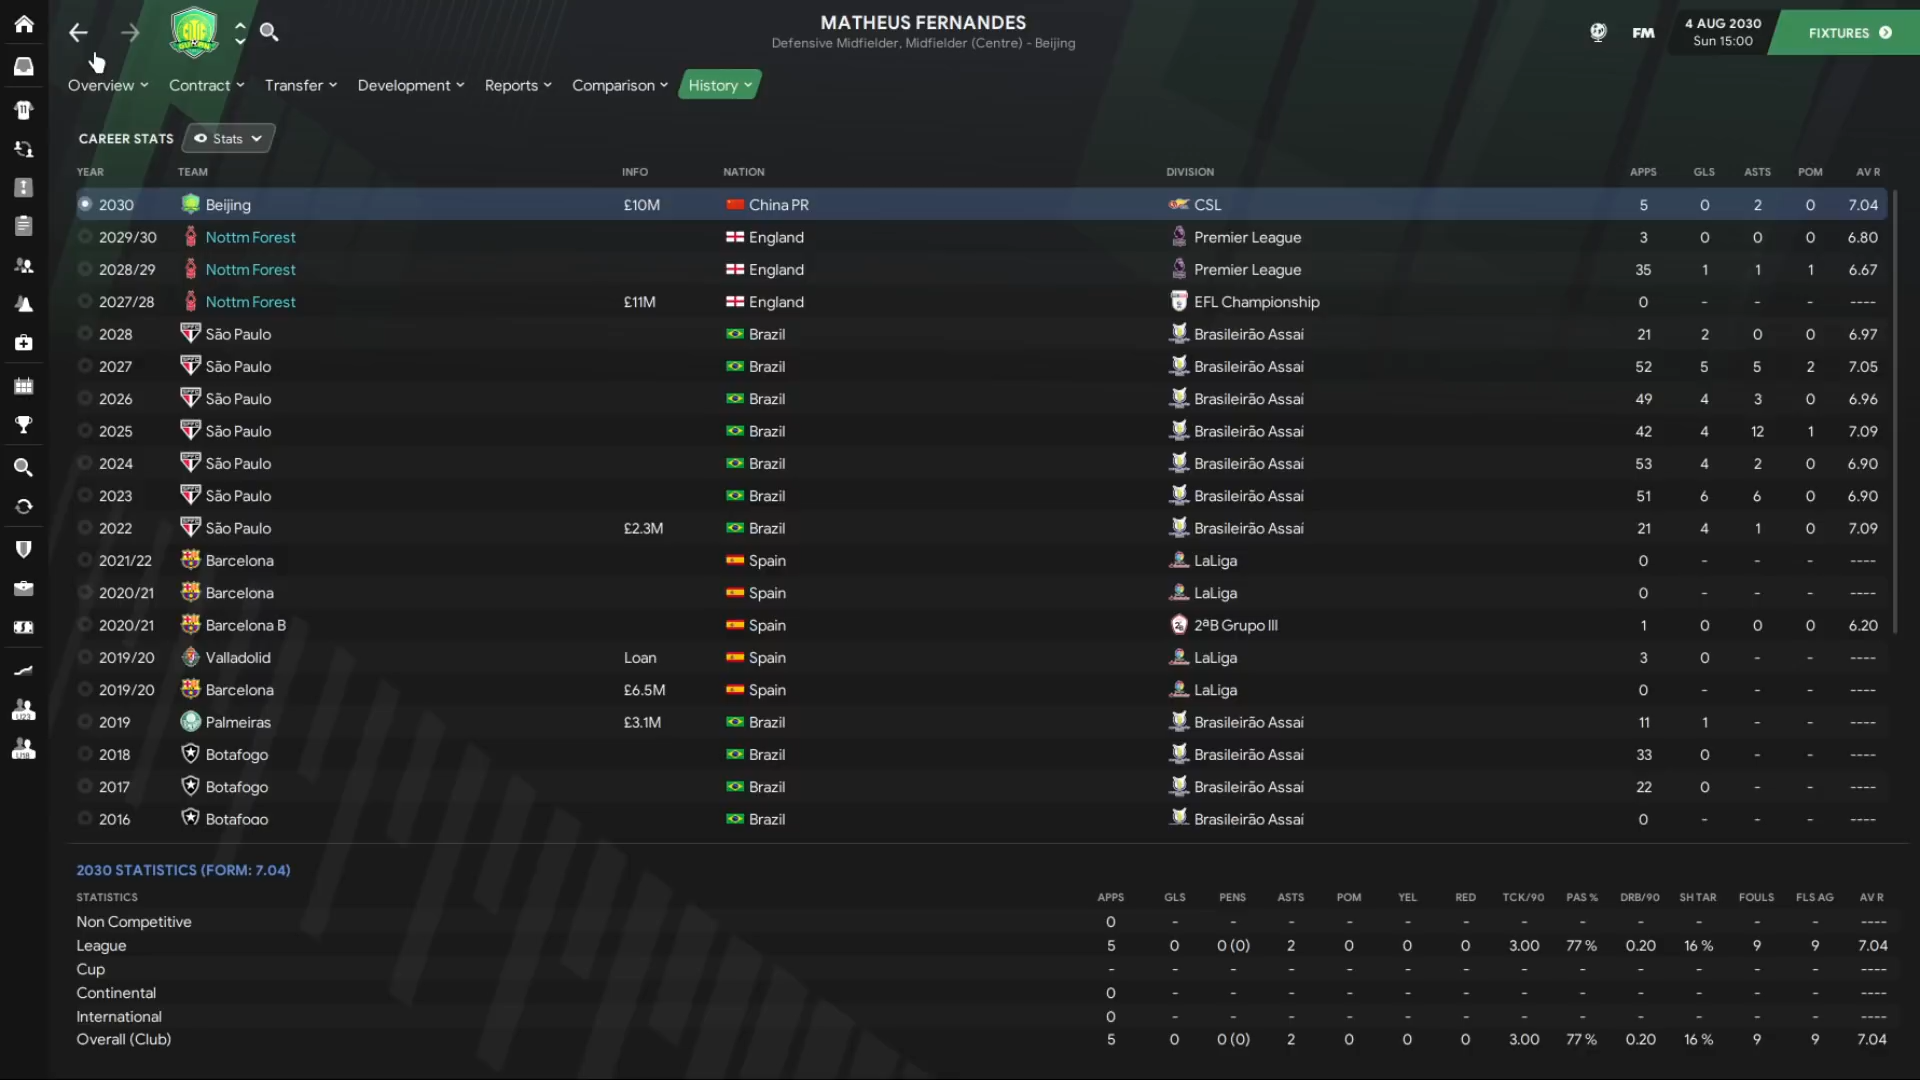 MATHEUS FERNANDES
Defensive Midfielder, Midfielder (Centre) - Beijing
FM
4 AUG 2030
Sun 15:00
FIXTURES
Overview Contract Transfer Development Reports Comparison History
CAREER STATS Stats
YEAR TEAM INFO NATION DIVISION APPS GLS ASTS POM AV R
2030 Beijing £10M China PR CSL 5 0 2 0 7.04
2029/30 Nottm Forest England Premier League 3 0 0 0 6.80
2028/29 Nottm Forest England Premier League 35 1 1 1 6.67
2027/28 Nottm Forest £11M England EFL Championship 0 - - - ----
2028 São Paulo Brazil Brasileirão Assaí 21 2 0 0 6.97
2027 São Paulo Brazil Brasileirão Assaí 52 5 5 2 7.05
2026 São Paulo Brazil Brasileirão Assaí 49 4 3 0 6.96
2025 São Paulo Brazil Brasileirão Assaí 42 4 12 1 7.09
2024 São Paulo Brazil Brasileirão Assaí 53 4 2 0 6.90
2023 São Paulo Brazil Brasileirão Assaí 51 6 6 0 6.90
2022 São Paulo £2.3M Brazil Brasileirão Assaí 21 4 1 0 7.09
2021/22 Barcelona Spain LaLiga 0 - - - ----
2020/21 Barcelona Spain LaLiga 0 - - - ----
2020/21 Barcelona B Spain 2ªB Grupo III 1 0 0 0 6.20
2019/20 Valladolid Loan Spain LaLiga 3 0 - - ----
2019/20 Barcelona £6.5M Spain LaLiga 0 - - - ----
2019 Palmeiras £3.1M Brazil Brasileirão Assaí 11 1 - - ----
2018 Botafogo Brazil Brasileirão Assaí 33 0 - - ----
2017 Botafogo Brazil Brasileirão Assaí 22 0 - - ----
2016 Botafogo Brazil Brasileirão Assaí 0 - - - ----
2030 STATISTICS (FORM: 7.04)
STATISTICS APPS GLS PENS ASTS POM YEL RED TCK/90 PAS % DRB/90 SH TAR FOULS FLS AG AV R
Non Competitive 0 - - - - - - - - - - - - ----
League 5 0 0 (0) 2 0 0 0 3.00 77 % 0.20 16 % 9 9 7.04
Cup - - - - - - - - - - - - - ----
Continental 0 - - - - - - - - - - - - ----
International 0 - - - - - - - - - - - - ----
Overall (Club) 5 0 0 (0) 2 0 0 0 3.00 77 % 0.20 16 % 9 9 7.04